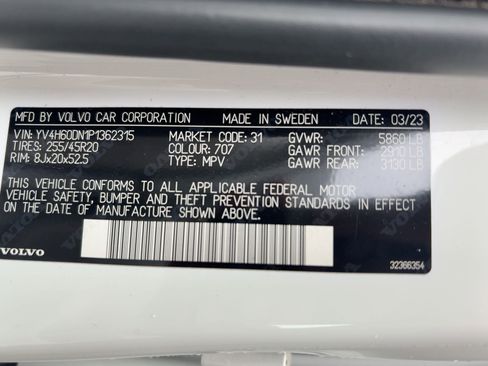 MFD BY VOLVO CAR CORPORATION MADE IN SWEDEN DATE: 03/23
VIN: YV4H60DN1P1362315 MARKET CODE: 31 GVWR: 5860 LB
TIRES: 255/45R20 COLOUR: 707 GAWR FRONT: 2910 LB
RIM: 8Jx20x52.5 TYPE: MPV GAWR REAR: 3130 LB
THIS VEHICLE CONFORMS TO ALL APPLICABLE FEDERAL MOTOR
VEHICLE SAFETY, BUMPER AND THEFT PREVENTION STANDARDS IN EFFECT
ON THE DATE OF MANUFACTURE SHOWN ABOVE.
VOLVO 32366354